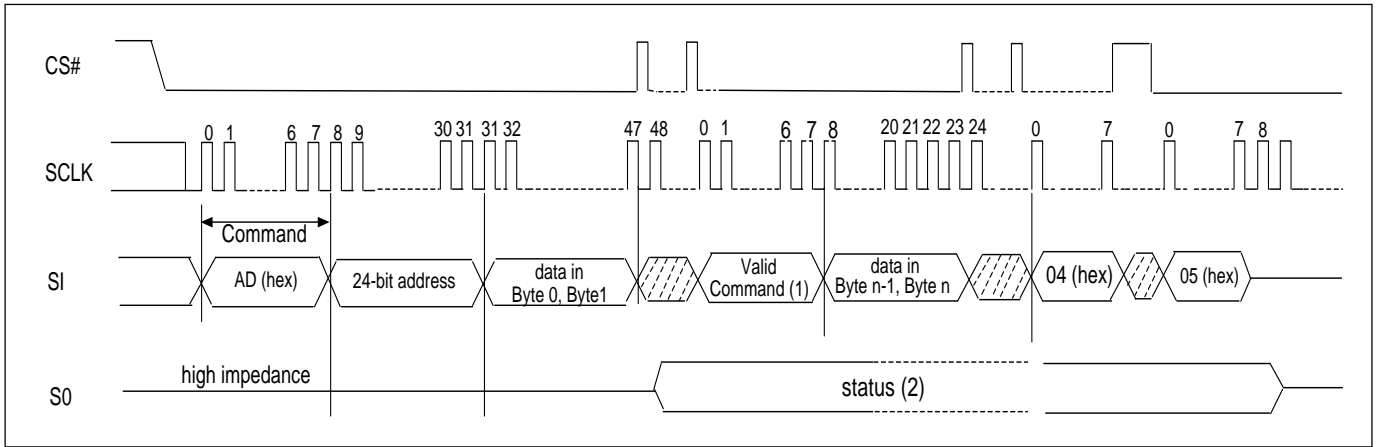 CS#
0 1 6 7 8 9 30 31 31 32 47 48 0 1 6 7 8 20 21 22 23 24 0 7 0 7 8
SCLK
Command
SI
AD (hex)
24-bit address
data in
Byte 0, Byte1
Valid
Command (1)
data in
Byte n-1, Byte n
04 (hex)
05 (hex)
high impedance
S0
status (2)